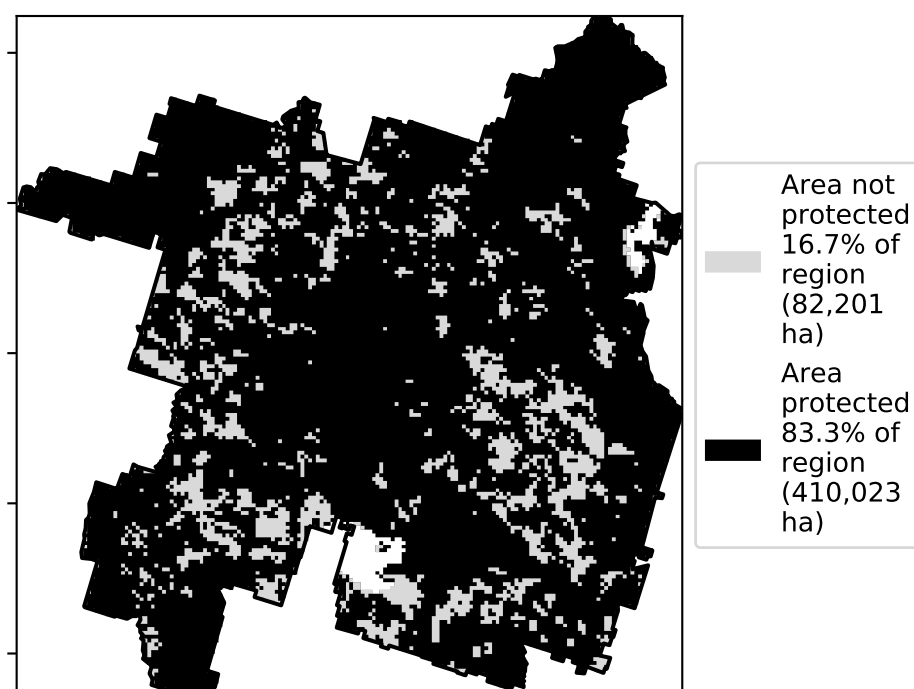 Area not
protected
16.7% of
region
(82,201
ha)
Area
protected
83.3% of
region
(410,023
ha)